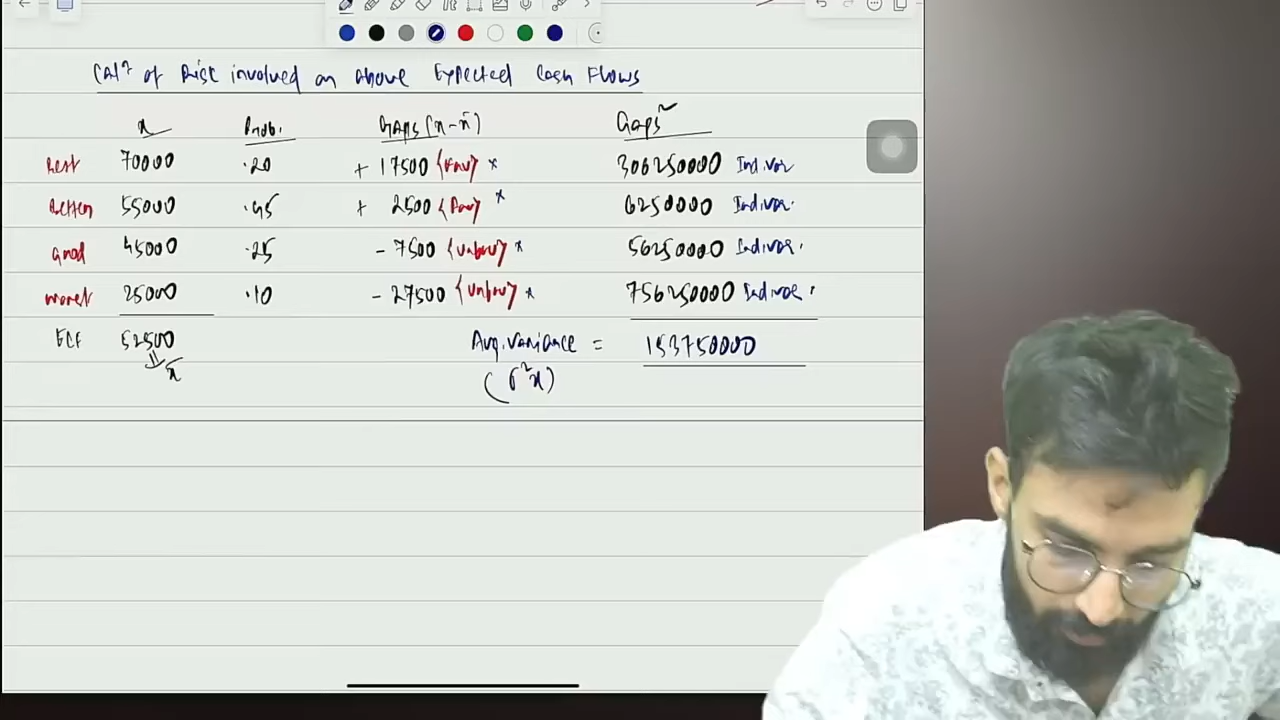 Calⁿ of Risk involved on above Expected Cash Flows
x Prob. Gaps (x-x̄) Gaps²
Best 70000 .20 + 17500 {Fav} * 306250000 Ind.var
Better 55000 .45 + 2500 {Fav} * 6250000 Ind.var.
Good 45000 .25 - 7500 {Unfav} * 56250000 Ind.var.
Worst 25000 .10 - 27500 {Unfav} * 756250000 Ind.var.
ECF 52500 Avg.variance = 153750000
x̄ (σ²x)